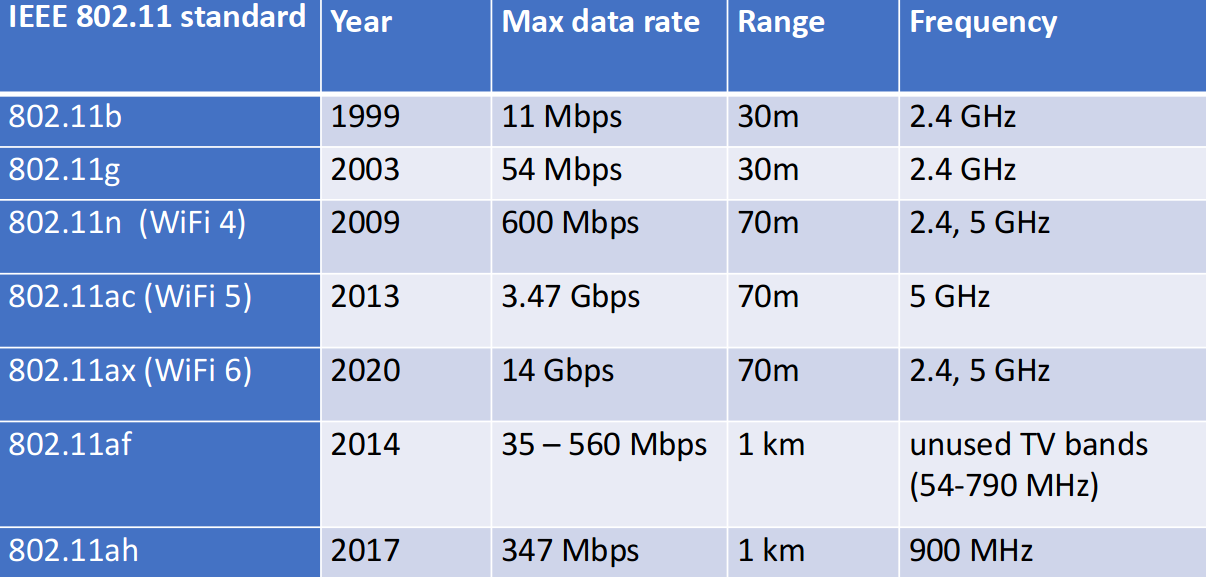 IEEE 802.11 standard Year Max data rate Range Frequency
802.11b 1999 11 Mbps 30m 2.4 GHz
802.11g 2003 54 Mbps 30m 2.4 GHz
802.11n (WiFi 4) 2009 600 Mbps 70m 2.4, 5 GHz
802.11ac (WiFi 5) 2013 3.47 Gbps 70m 5 GHz
802.11ax (WiFi 6) 2020 14 Gbps 70m 2.4, 5 GHz
802.11af 2014 35 – 560 Mbps 1 km unused TV bands
(54-790 MHz)
802.11ah 2017 347 Mbps 1 km 900 MHz